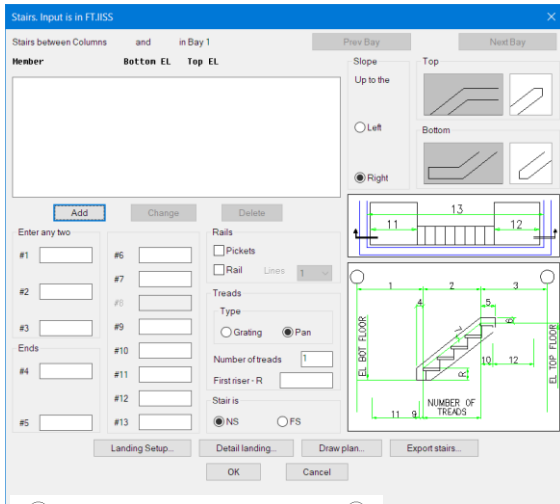 Stairs. Input is in FT.IISS
Stairs between Columns and in Bay 1
Prev Bay
Next Bay
Member Bottom EL Top EL
Slope
Up to the
Left
Right
Top
Bottom
Add
Change
Delete
13
11
12
Enter any two
#1
#2
#3
Ends
#4
#5
#6
#7
#8
#9
#10
#11
#12
#13
Rails
Pickets
Rail Lines 1
Treads
Type
Grating
Pan
Number of treads 1
First riser - R
Stair is
NS
FS
1 2 3
4 5
6
7
R
10 12
11 9
EL BOT FLOOR
EL TOP FLOOR
NUMBER OF
TREADS
Landing Setup...
Detail landing...
Draw plan...
Export stairs...
OK
Cancel